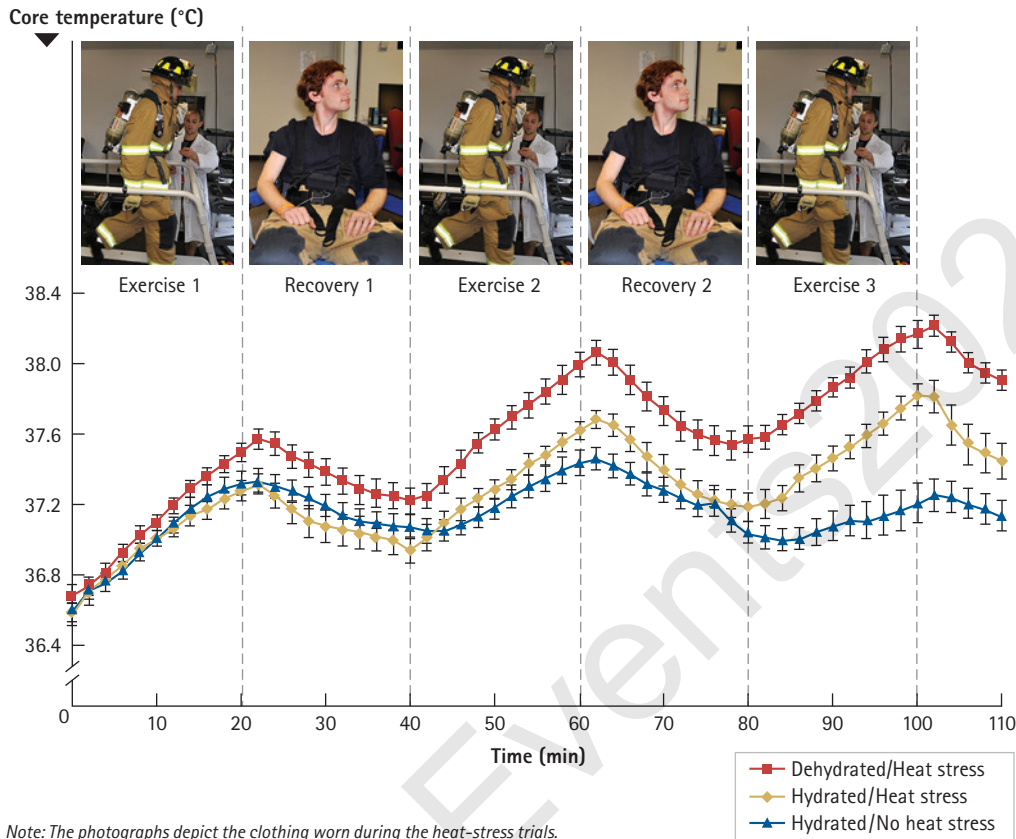 Core temperature (°C)
Exercise 1
Recovery 1
Exercise 2
Recovery 2
Exercise 3
38.4
38.0
37.6
37.2
36.8
36.4
0
10
20
30
40
50
60
70
80
90
100
110
Time (min)
Dehydrated/Heat stress
Hydrated/Heat stress
Hydrated/No heat stress
Note: The photographs depict the clothing worn during the heat-stress trials.
Events202